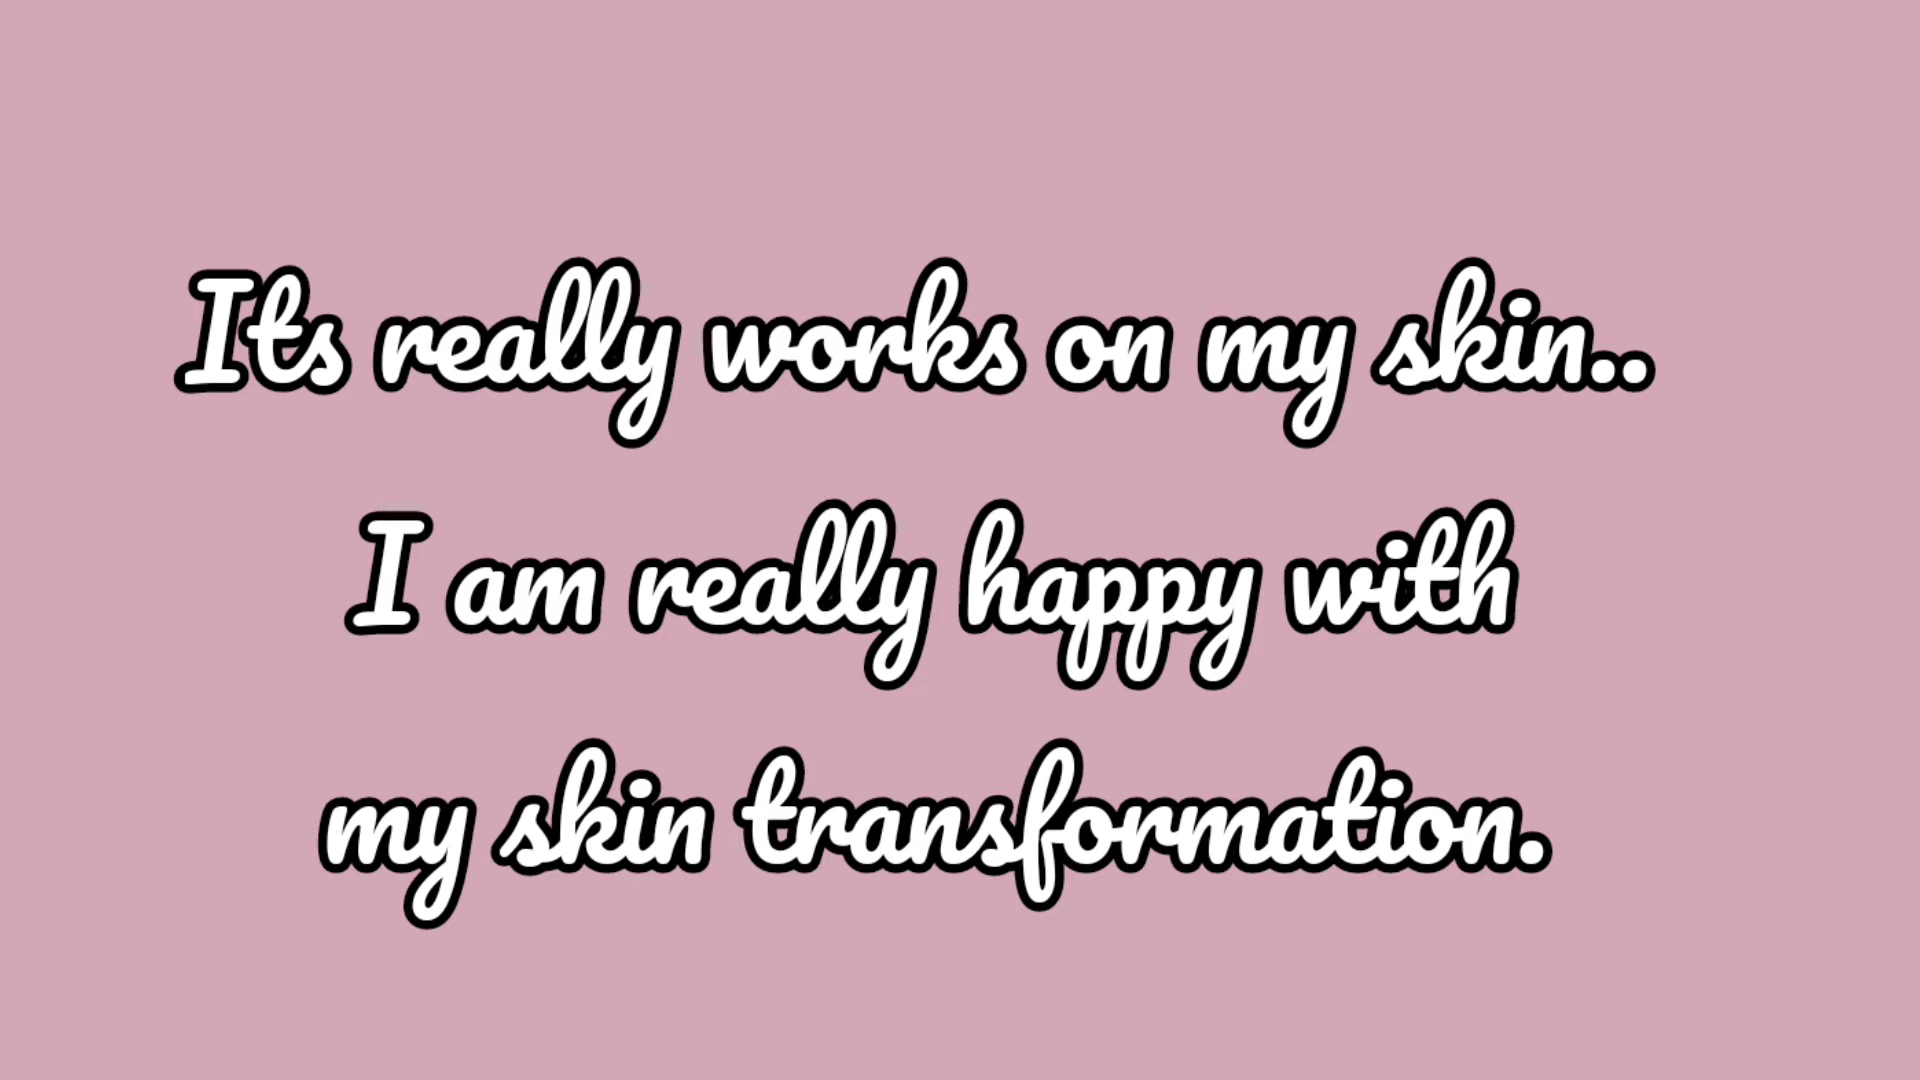 Its really works on my skin..
I am really happy with
my skin transformation.